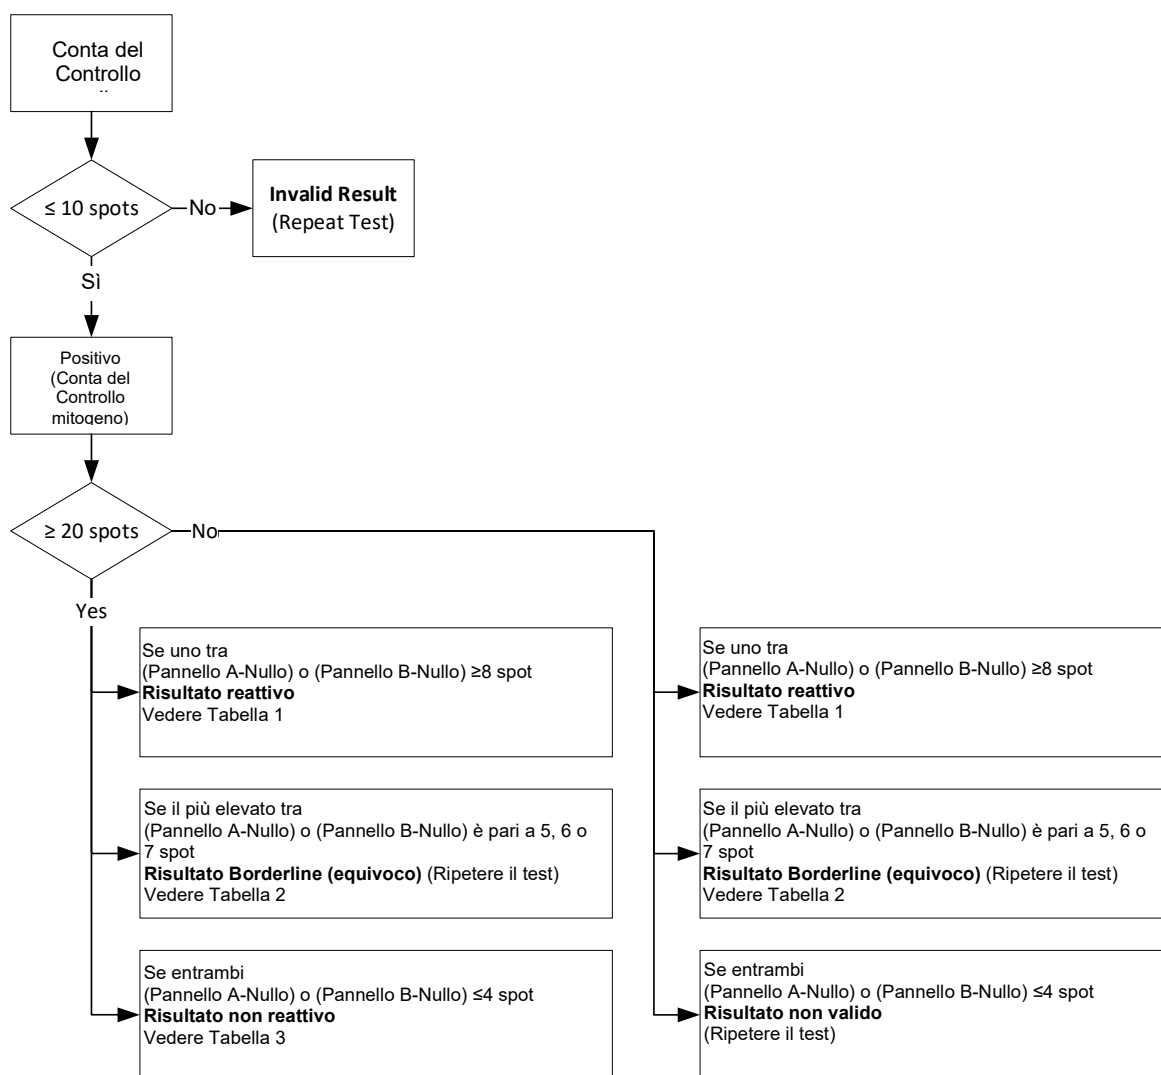 Conta del
Controllo
≤ 10 spots
No
Invalid Result
(Repeat Test)
Sì
Positivo
(Conta del
Controllo
mitogeno)
≥ 20 spots
No
Yes
Se uno tra
(Pannello A-Nullo) o (Pannello B-Nullo) ≥8 spot
Risultato reattivo
Vedere Tabella 1
Se il più elevato tra
(Pannello A-Nullo) o (Pannello B-Nullo) è pari a 5, 6 o
7 spot
Risultato Borderline (equivoco) (Ripetere il test)
Vedere Tabella 2
Se entrambi
(Pannello A-Nullo) o (Pannello B-Nullo) ≤4 spot
Risultato non reattivo
Vedere Tabella 3
Se uno tra
(Pannello A-Nullo) o (Pannello B-Nullo) ≥8 spot
Risultato reattivo
Vedere Tabella 1
Se il più elevato tra
(Pannello A-Nullo) o (Pannello B-Nullo) è pari a 5, 6 o
7 spot
Risultato Borderline (equivoco) (Ripetere il test)
Vedere Tabella 2
Se entrambi
(Pannello A-Nullo) o (Pannello B-Nullo) ≤4 spot
Risultato non valido
(Ripetere il test)